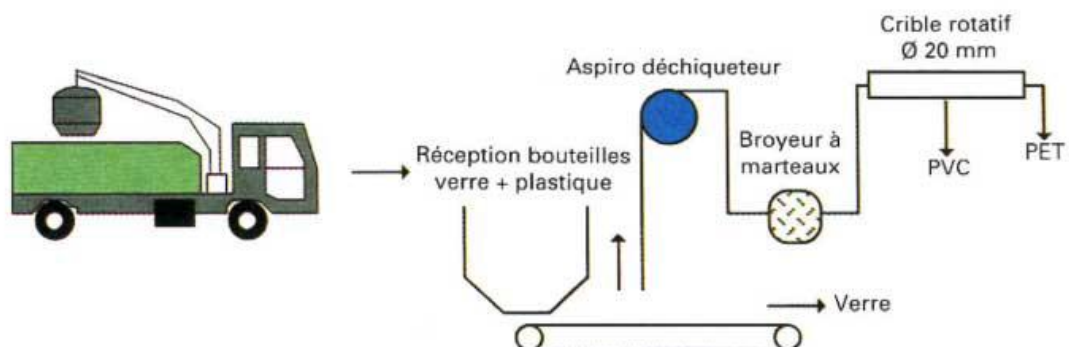 Crible rotatif
Ø 20 mm
Aspiro déchiqueteur
Broyeur à
marteaux
Réception bouteilles
verre + plastique
PVC
PET
Verre